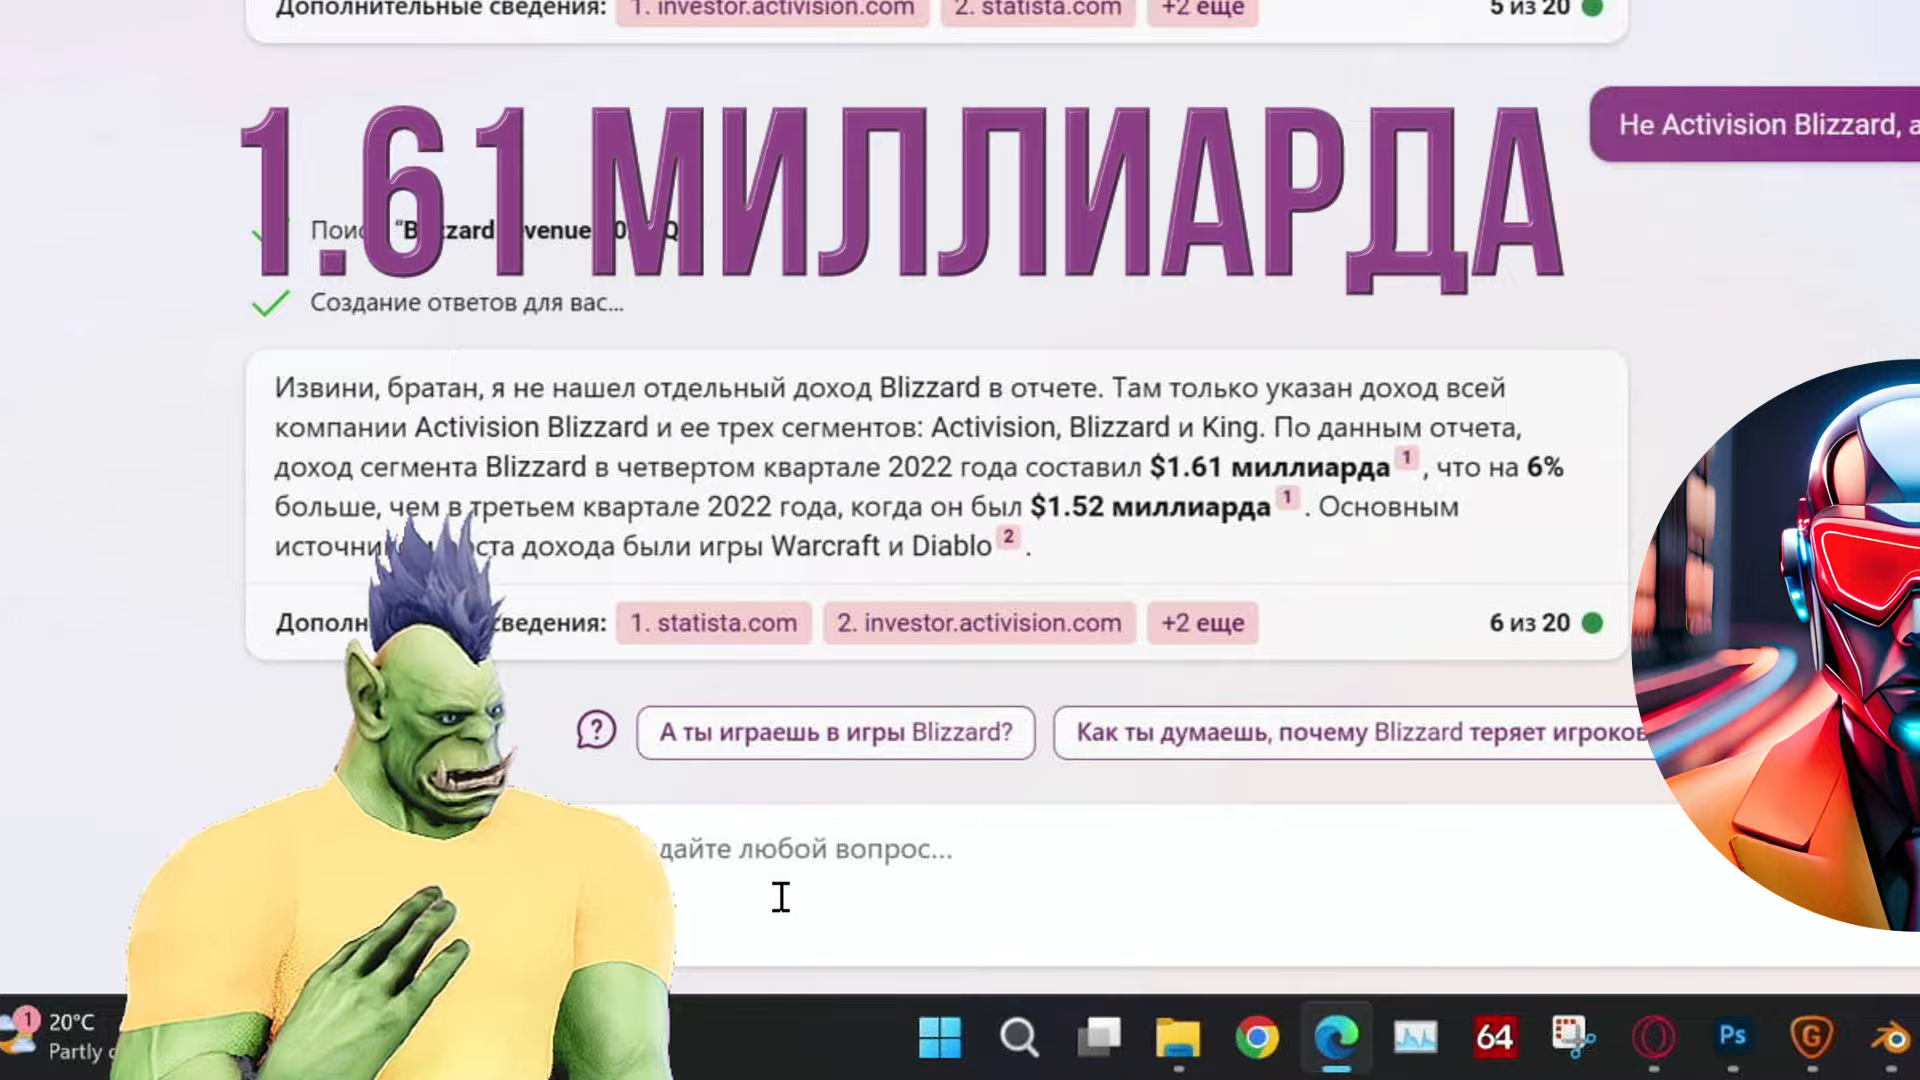 Дополнительные сведения: 1. investor.activision.com 2. statista.com +2 еще 5 из 20
1.61 МИЛЛИАРДА
Не Activision Blizzard,
Создание ответов для вас...
Извини, братан, я не нашел отдельный доход Blizzard в отчете. Там только указан доход всей
компании Activision Blizzard и ее трех сегментов: Activision, Blizzard и King. По данным отчета,
доход сегмента Blizzard в четвертом квартале 2022 года составил $1.61 миллиарда 1 , что на 6%
больше, чем в третьем квартале 2022 года, когда он был $1.52 миллиарда 1 . Основным
дохода были игры Warcraft и Diablo 2 .
1. statista.com 2. investor.activision.com +2 еще 6 из 20
А ты играешь в игры Blizzard? Как ты думаешь, почему Blizzard теряет игроков
любой вопрос...
1 20°C
Partly
64
Ps
G